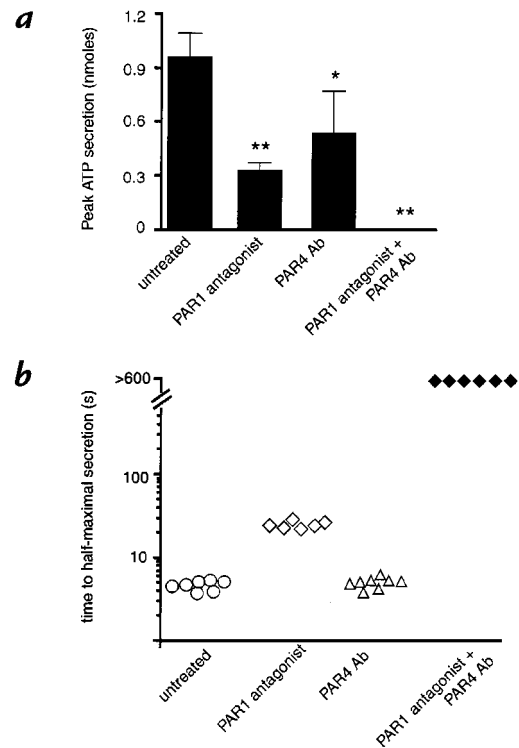 a
Peak ATP secretion (nmoles)
1.2
0.9
0.6
0.3
0
**
*
**
untreated
PAR1 antagonist
PAR4 Ab
PAR1 antagonist +
PAR4 Ab
b
time to half-maximal secretion (s)
>600
100
10
untreated
PAR1 antagonist
PAR4 Ab
PAR1 antagonist +
PAR4 Ab